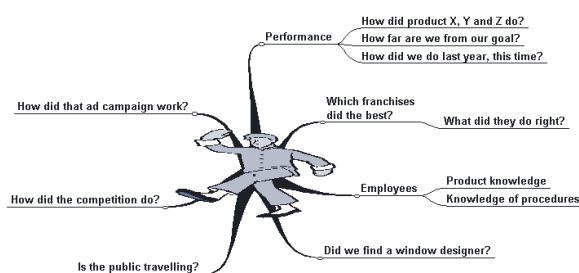 Performance
How did product X, Y and Z do?
How far are we from our goal?
How did we do last year, this time?
Which franchises
did the best?
What did they do right?
Employees
Product knowledge
Knowledge of procedures
Did we find a window designer?
Is the public travelling?
How did the competition do?
How did that ad campaign work?